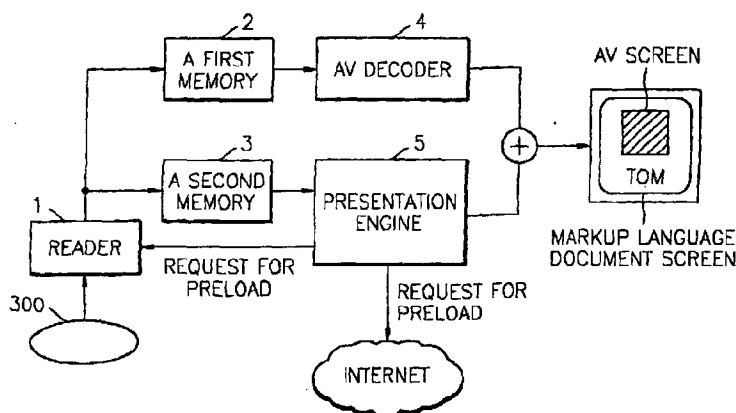 2
A FIRST
MEMORY
4
AV DECODER
AV SCREEN
TOM
MARKUP LANGUAGE
DOCUMENT SCREEN
3
A SECOND
MEMORY
5
PRESENTATION
ENGINE
+
1
READER
REQUEST FOR
PRELOAD
REQUEST FOR
PRELOAD
300
INTERNET